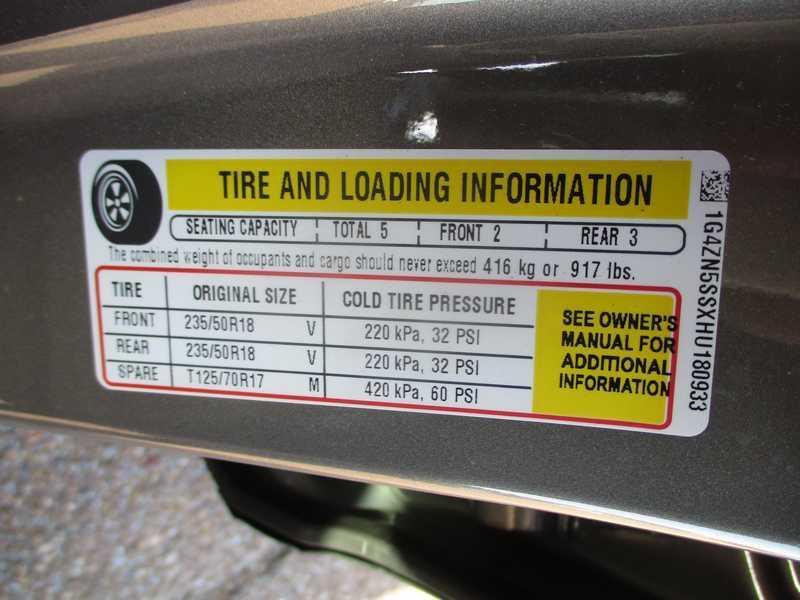 TIRE AND LOADING INFORMATION
SEATING CAPACITY TOTAL 5 FRONT 2 REAR 3
The combined weight of occupants and cargo should never exceed 416 kg or 917 lbs.
TIRE ORIGINAL SIZE COLD TIRE PRESSURE
FRONT 235/50R18 V 220 kPa, 32 PSI
REAR 235/50R18 V 220 kPa, 32 PSI
SPARE T125/70R17 M 420 kPa, 60 PSI
SEE OWNER'S
MANUAL FOR
ADDITIONAL
INFORMATION
1G4ZN5SSXHU180933